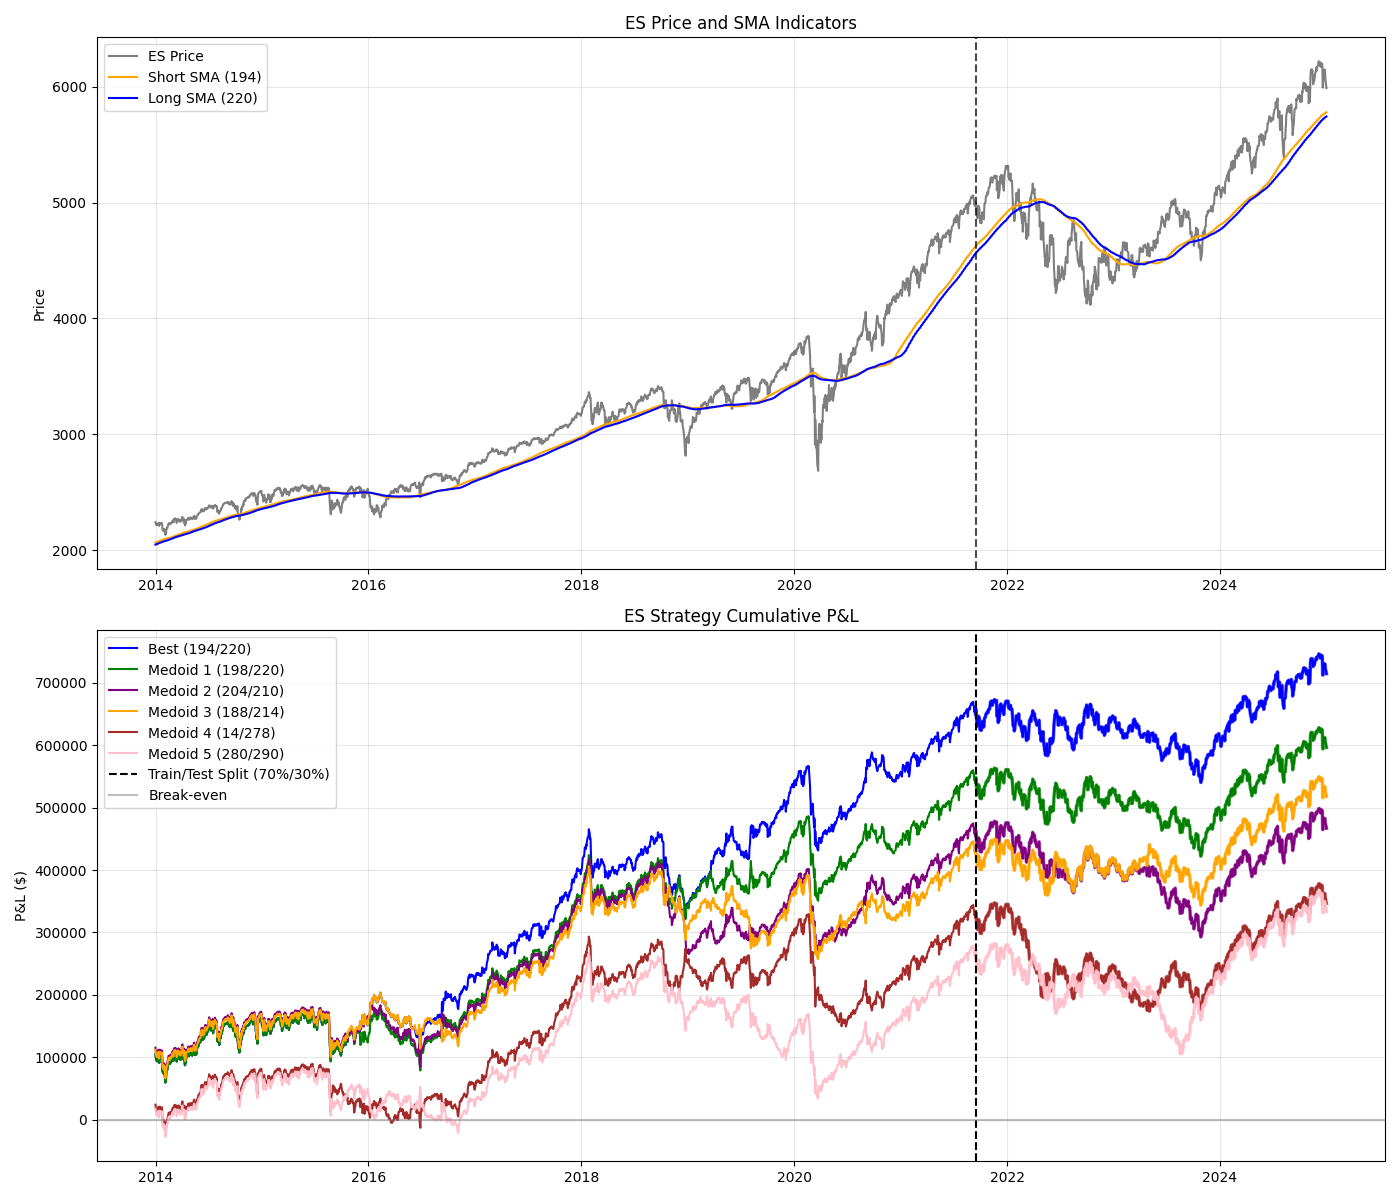 ES Price and SMA Indicators
ES Price
Short SMA (194)
Long SMA (220)
Price
6000
5000
4000
3000
2000
2014
2016
2018
2020
2022
2024
ES Strategy Cumulative P&L
Best (194/220)
Medoid 1 (198/220)
Medoid 2 (204/210)
Medoid 3 (188/214)
Medoid 4 (14/278)
Medoid 5 (280/290)
Train/Test Split (70%/30%)
Break-even
P&L ($)
700000
600000
500000
400000
300000
200000
100000
0
2014
2016
2018
2020
2022
2024